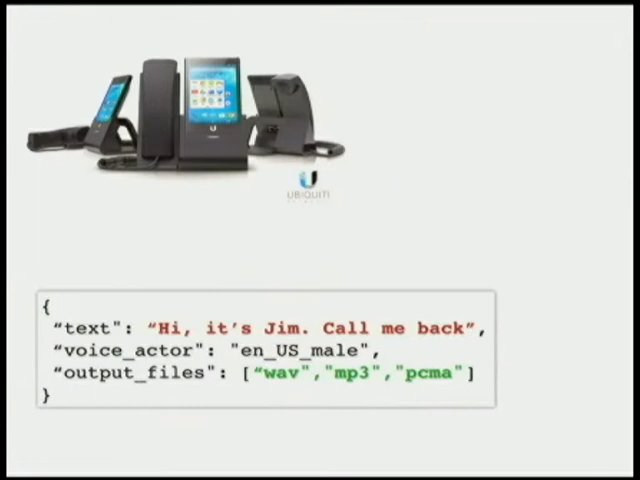 UBIQUITI
{
“text": “Hi, it's Jim. Call me back”,
“voice_actor": "en_US_male",
“output_files": [“wav","mp3","pcma"]
}